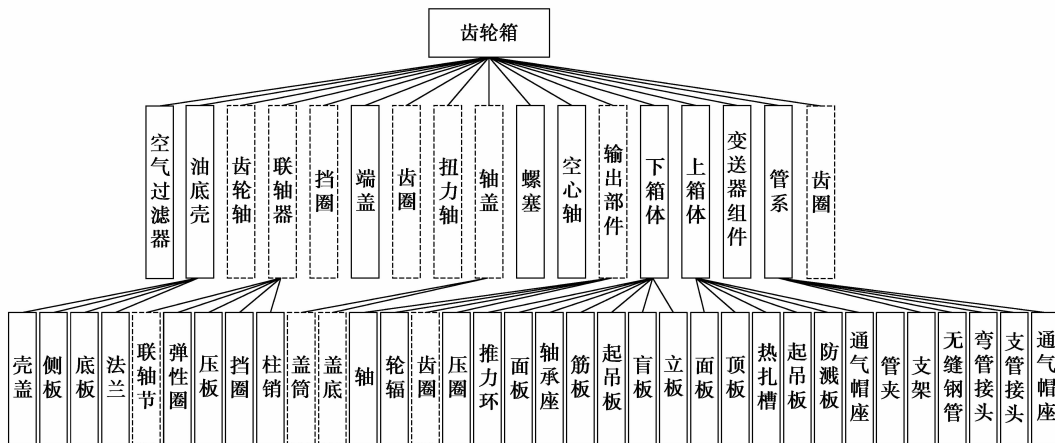 齿轮箱
空气过滤器
油底壳
齿轮轴
联轴器
挡圈
端盖
齿圈
扭力轴
轴盖
螺塞
空心轴
输出部件
下箱体
上箱体
变送器组件
管系
齿圈
壳盖
侧板
底板
法兰
联轴节
弹性圈
压板
挡圈
柱销
盖筒
盖底
轴
轮辐
齿圈
压圈
推力环
面板
轴承座
筋板
起吊板
盲板
立板
面板
顶板
热扎槽
起吊板
防溅板
通气帽座
管夹
支架
无缝钢管
弯管接头
支管接头
通气帽座